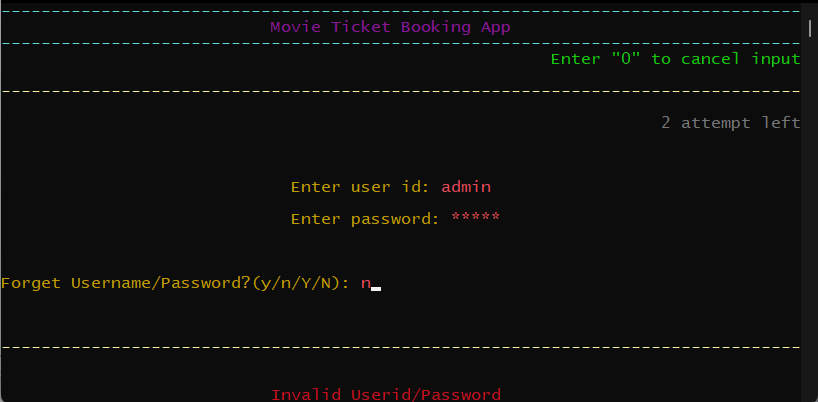 --------------------------------------------------------------------------------
Movie Ticket Booking App
--------------------------------------------------------------------------------
Enter "0" to cancel input
--------------------------------------------------------------------------------
2 attempt left
Enter user id: admin
Enter password: *****
Forget Username/Password?(y/n/Y/N): n
--------------------------------------------------------------------------------
Invalid Userid/Password